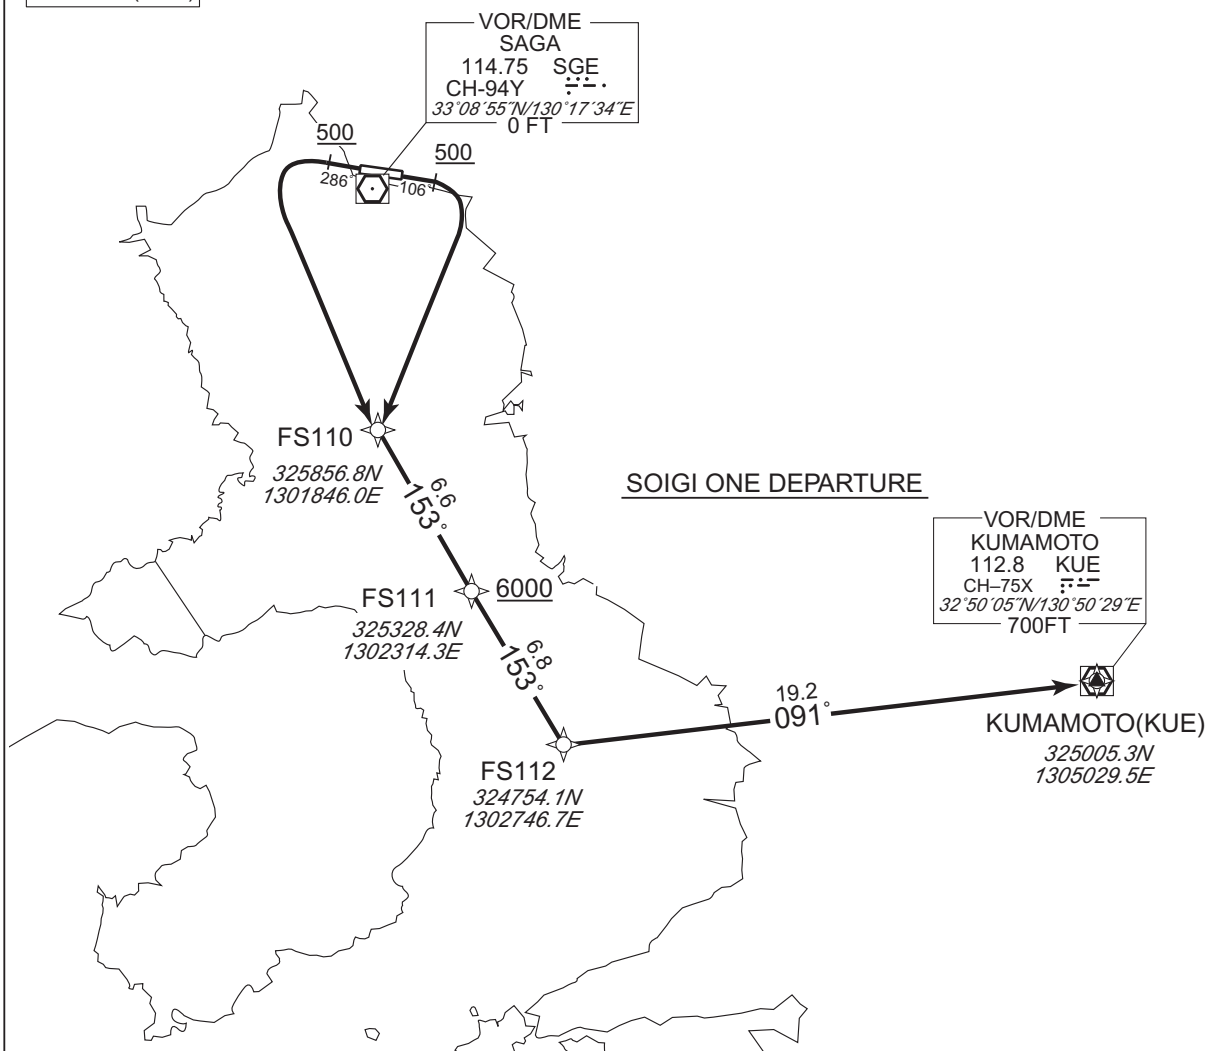 VOR/DME
SAGA
114.75 SGE
CH-94Y
33°08´55˝N/130°17´34˝E
0 FT
500
500
286°
106°
FS110
325856.8N
1301846.0E
6.6
153°
SOIGI ONE DEPARTURE
VOR/DME
KUMAMOTO
112.8 KUE
CH–75X
32°50´05˝N/130°50´29˝E
700FT
FS111
6000
325328.4N
1302314.3E
6.8
153°
19.2
091°
KUMAMOTO(KUE)
325005.3N
1305029.5E
FS112
324754.1N
1302746.7E